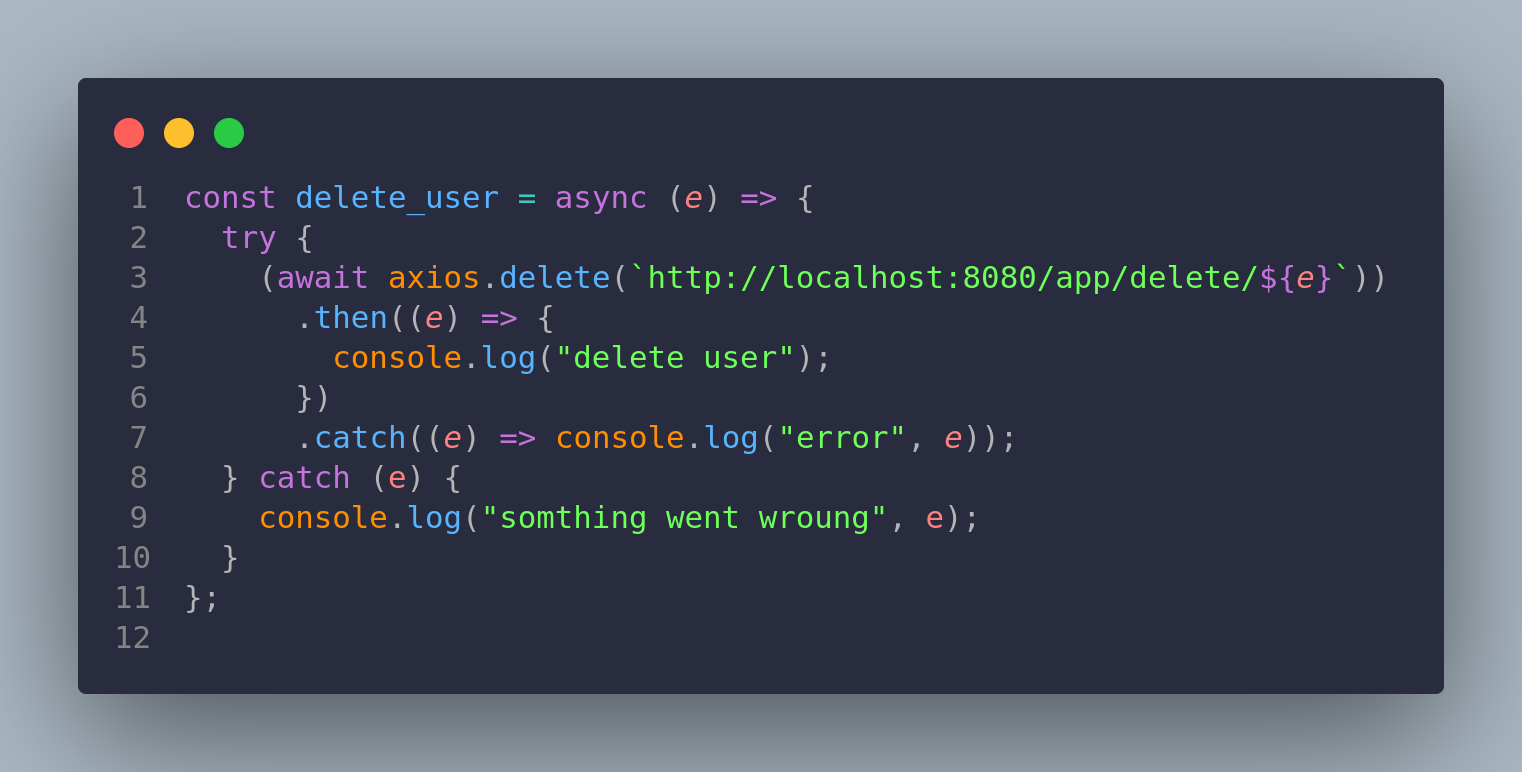 1 const delete_user = async (e) => {
2   try {
3     (await axios.delete(`http://localhost:8080/app/delete/${e}`))
4       .then((e) => {
5         console.log("delete user");
6       })
7       .catch((e) => console.log("error", e));
8   } catch (e) {
9     console.log("somthing went wroung", e);
10   }
11 };
12